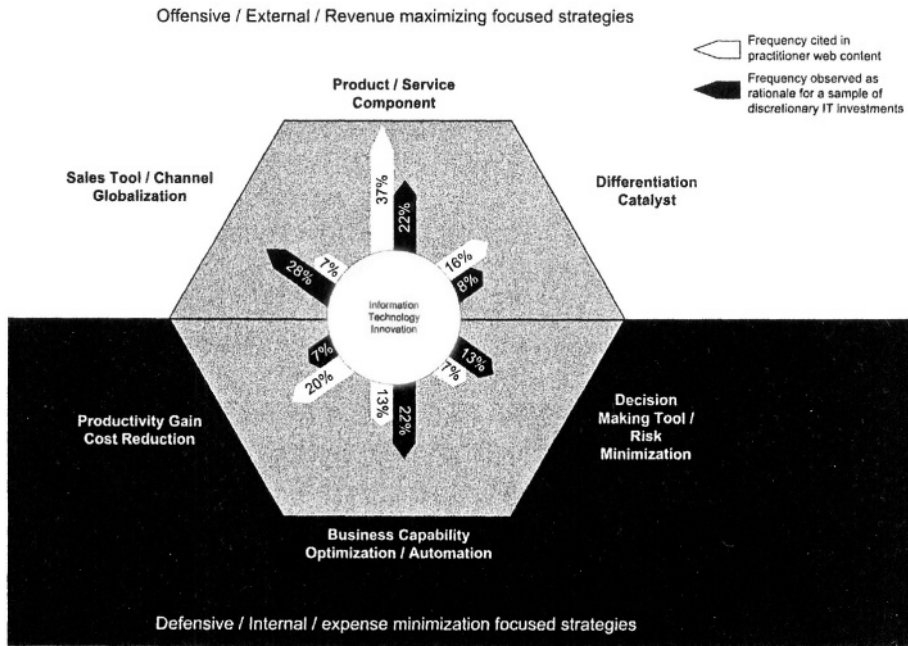 Offensive / External / Revenue maximizing focused strategies
Frequency cited in
practitioner web content
Frequency observed as
rationale for a sample of
discretionary IT investments
Product / Service
Component
Sales Tool / Channel
Globalization
Differentiation
Catalyst
37%
22%
16%
8%
7%
28%
Information
Technology
Innovation
7%
20%
13%
22%
13%
7%
Productivity Gain
Cost Reduction
Decision
Making Tool /
Risk
Minimization
Business Capability
Optimization / Automation
Defensive / Internal / expense minimization focused strategies